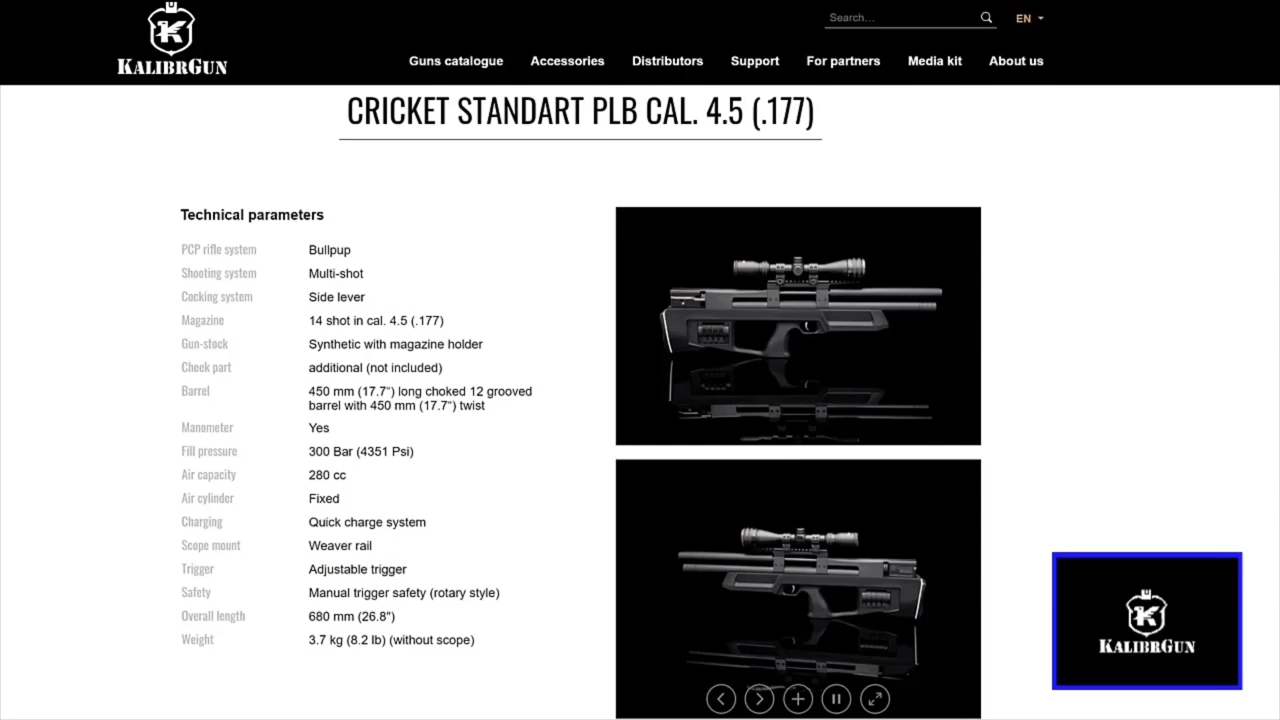 KALIBRGUN
Search...
EN
Guns catalogue Accessories Distributors Support For partners Media kit About us
CRICKET STANDART PLB CAL. 4.5 (.177)
Technical parameters
PCP rifle system Bullpup
Shooting system Multi-shot
Cocking system Side lever
Magazine 14 shot in cal. 4.5 (.177)
Gun-stock Synthetic with magazine holder
Cheek part additional (not included)
Barrel 450 mm (17.7“) long choked 12 grooved
barrel with 450 mm (17.7“) twist
Manometer Yes
Fill pressure 300 Bar (4351 Psi)
Air capacity 280 cc
Air cylinder Fixed
Charging Quick charge system
Scope mount Weaver rail
Trigger Adjustable trigger
Safety Manual trigger safety (rotary style)
Overall length 680 mm (26.8")
Weight 3.7 kg (8.2 lb) (without scope)
KALIBRGUN